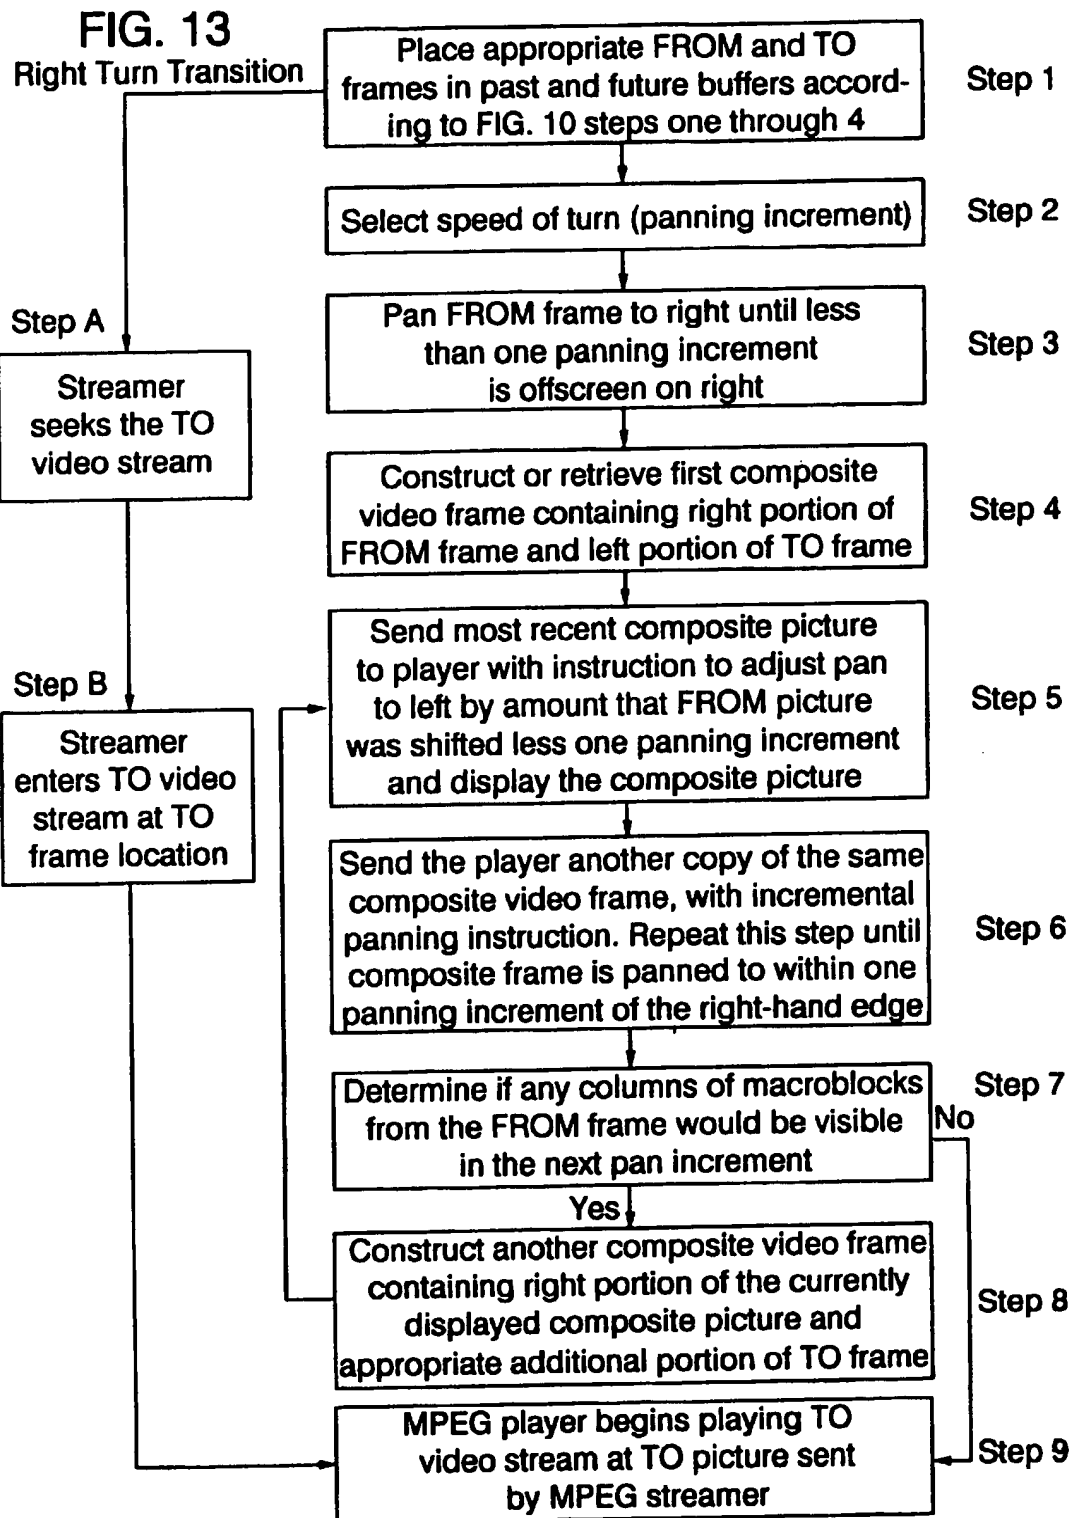 FIG. 13
Right Turn Transition
Place appropriate FROM and TO
frames in past and future buffers accord-
ing to FIG. 10 steps one through 4
Step 1
Select speed of turn (panning increment)
Step 2
Pan FROM frame to right until less
than one panning increment
is offscreen on right
Step 3
Step A
Streamer
seeks the TO
video stream
Construct or retrieve first composite
video frame containing right portion of
FROM frame and left portion of TO frame
Step 4
Send most recent composite picture
to player with instruction to adjust pan
to left by amount that FROM picture
was shifted less one panning increment
and display the composite picture
Step 5
Step B
Streamer
enters TO video
stream at TO
frame location
Send the player another copy of the same
composite video frame, with incremental
panning instruction. Repeat this step until
composite frame is panned to within one
panning increment of the right-hand edge
Step 6
Determine if any columns of macroblocks
from the FROM frame would be visible
in the next pan increment
Step 7
No
Yes
Construct another composite video frame
containing right portion of the currently
displayed composite picture and
appropriate additional portion of TO frame
Step 8
MPEG player begins playing TO
video stream at TO picture sent
by MPEG streamer
Step 9